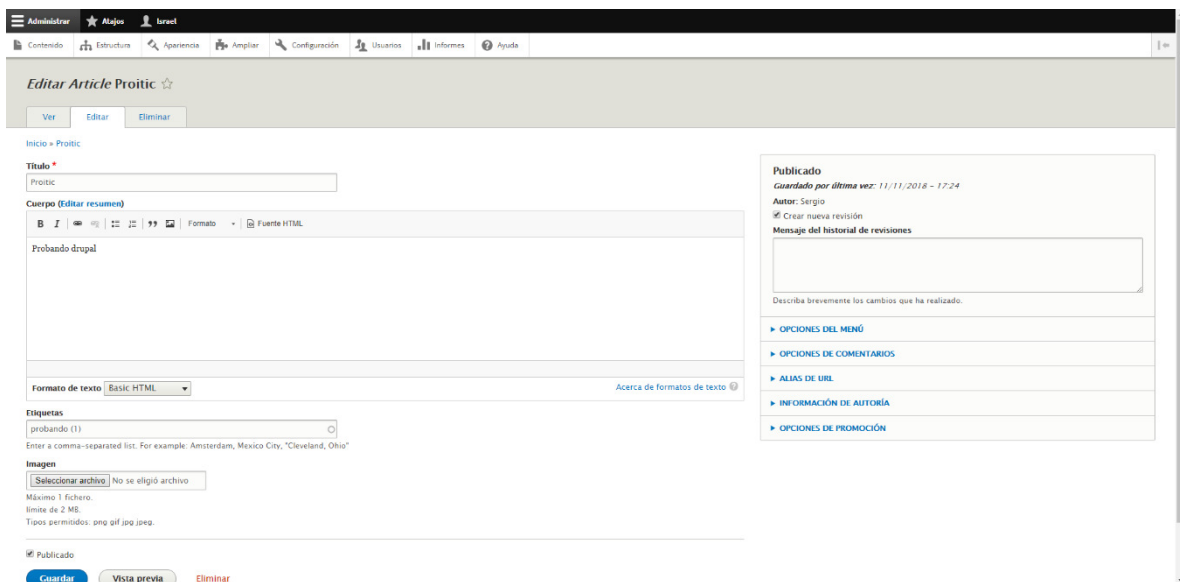 Administrar Atajos Israel
Contenido Estructura Apariencia Ampliar Configuración Usuarios Informes Ayuda
Editar Article Proitic
Ver Editar Eliminar
Inicio » Proitic
Título *
Proitic
Cuerpo (Editar resumen)
B I Formato Fuente HTML
Probando drupal
Formato de texto Basic HTML Acerca de formatos de texto
Etiquetas
probando (1)
Enter a comma-separated list. For example: Amsterdam, Mexico City, "Cleveland, Ohio"
Imagen
Seleccionar archivo No se eligió archivo
Máximo 1 fichero.
límite de 2 MB.
Tipos permitidos: png gif jpg jpeg.
Publicado
Guardar Vista previa Eliminar
Publicado
Guardado por última vez: 11/11/2018 - 17:24
Autor: Sergio
Crear nueva revisión
Mensaje del historial de revisiones
Describa brevemente los cambios que ha realizado.
OPCIONES DEL MENÚ
OPCIONES DE COMENTARIOS
ALIAS DE URL
INFORMACIÓN DE AUTORÍA
OPCIONES DE PROMOCIÓN